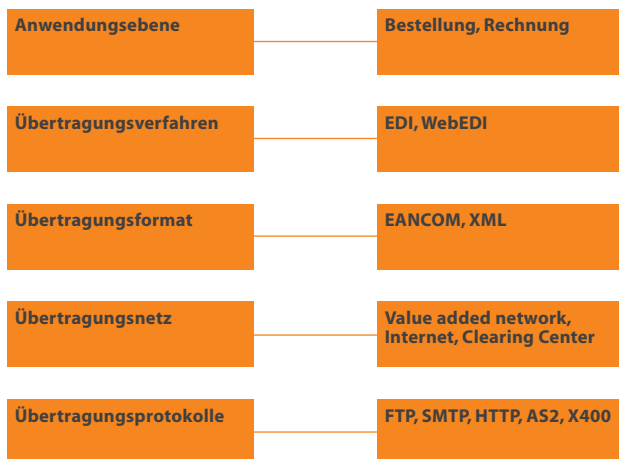 Anwendungsebene
Bestellung, Rechnung
Übertragungsverfahren
EDI, WebEDI
Übertragungsformat
EANCOM, XML
Übertragungsnetz
Value added network,
Internet, Clearing Center
Übertragungsprotokolle
FTP, SMTP, HTTP, AS2, X400